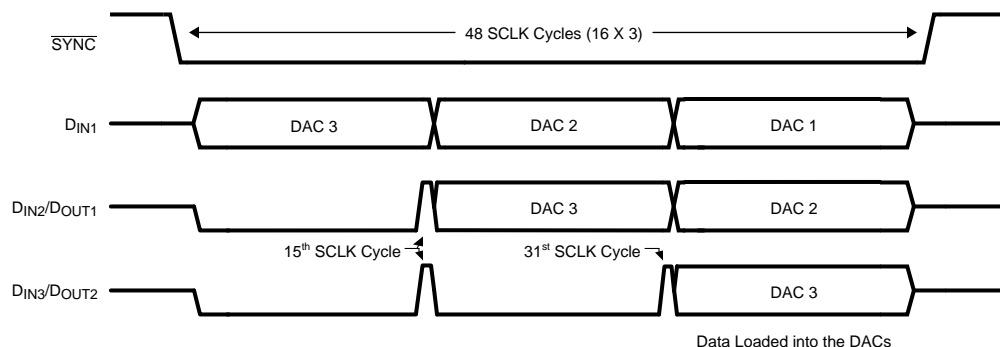 48 SCLK Cycles (16 X 3)
SYNC
DIN1
DAC 3 DAC 2 DAC 1
DIN2/DOUT1
DAC 3 DAC 2
15th SCLK Cycle 31st SCLK Cycle
DIN3/DOUT2
DAC 3
Data Loaded into the DACs